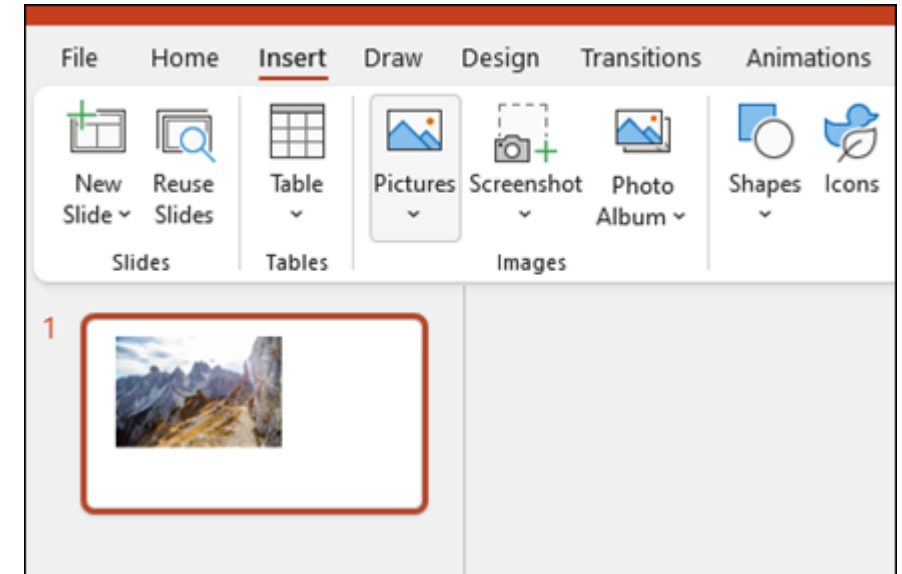 File Home Insert Draw Design Transitions Animations
New Slide Reuse Slides Table Pictures Screenshot Photo Album Shapes Icons
Slides Tables Images
1